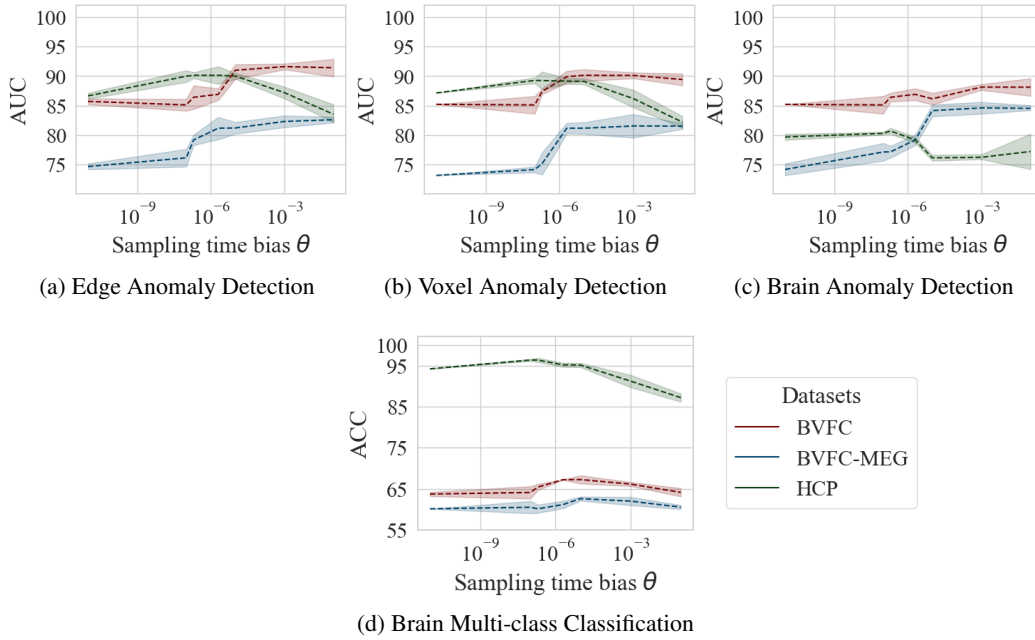 100
95
90
85
80
75
AUC
10⁻⁹ 10⁻⁶ 10⁻³
Sampling time bias θ
(a) Edge Anomaly Detection
100
95
90
85
80
75
AUC
10⁻⁹ 10⁻⁶ 10⁻³
Sampling time bias θ
(b) Voxel Anomaly Detection
100
95
90
85
80
75
AUC
10⁻⁹ 10⁻⁶ 10⁻³
Sampling time bias θ
(c) Brain Anomaly Detection
100
95
85
75
65
55
ACC
10⁻⁹ 10⁻⁶ 10⁻³
Sampling time bias θ
(d) Brain Multi-class Classification
Datasets
BVFC
BVFC-MEG
HCP